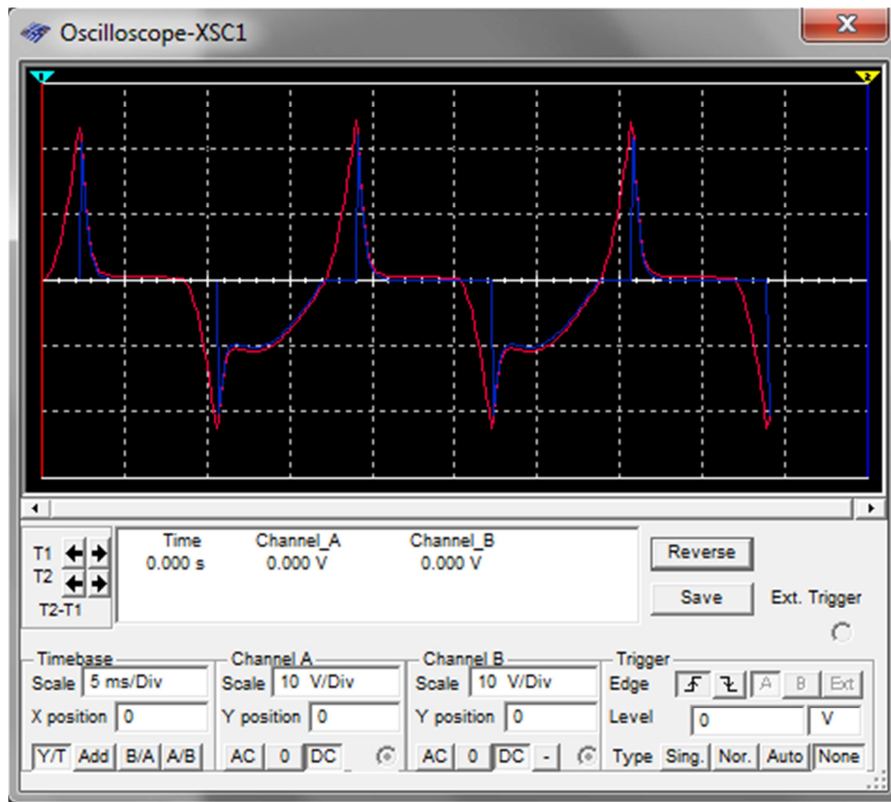 Oscilloscope-XSC1
1
2
Time Channel_A Channel_B
T1 0.000 s 0.000 V 0.000 V
T2
T2-T1
Reverse
Save Ext. Trigger
Timebase Channel A Channel B Trigger
Scale 5 ms/Div Scale 10 V/Div Scale 10 V/Div Edge A B Ext
X position 0 Y position 0 Y position 0 Level 0 V
Y/T Add B/A A/B AC 0 DC AC 0 DC - Type Sing. Nor. Auto None